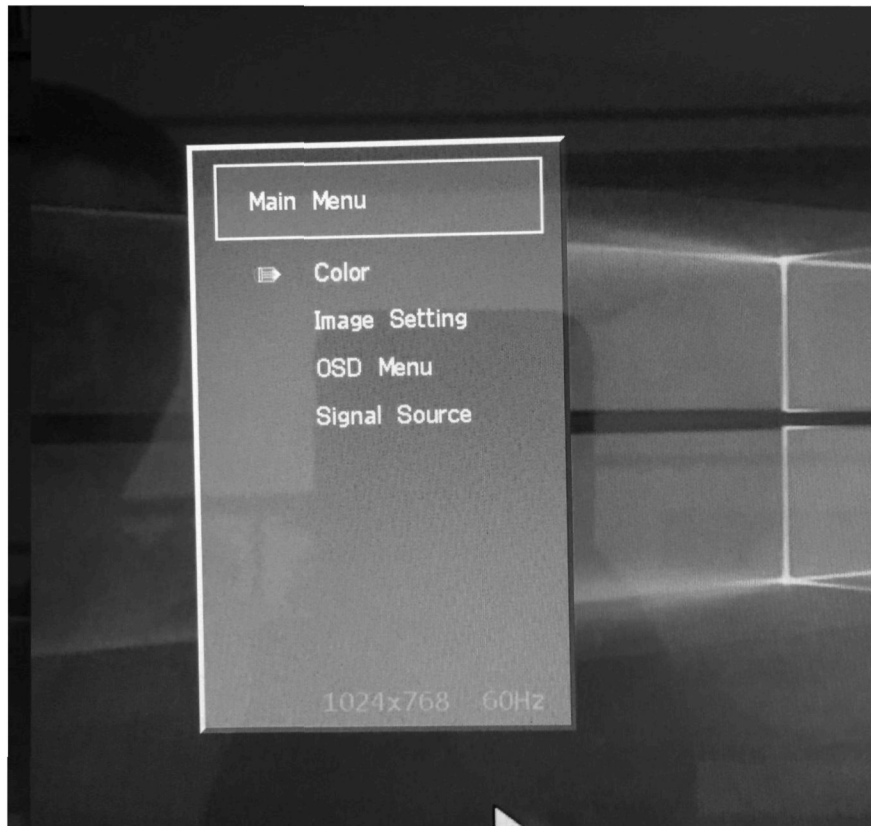 Main Menu
Color
Image Setting
OSD Menu
Signal Source
1024x768 60Hz